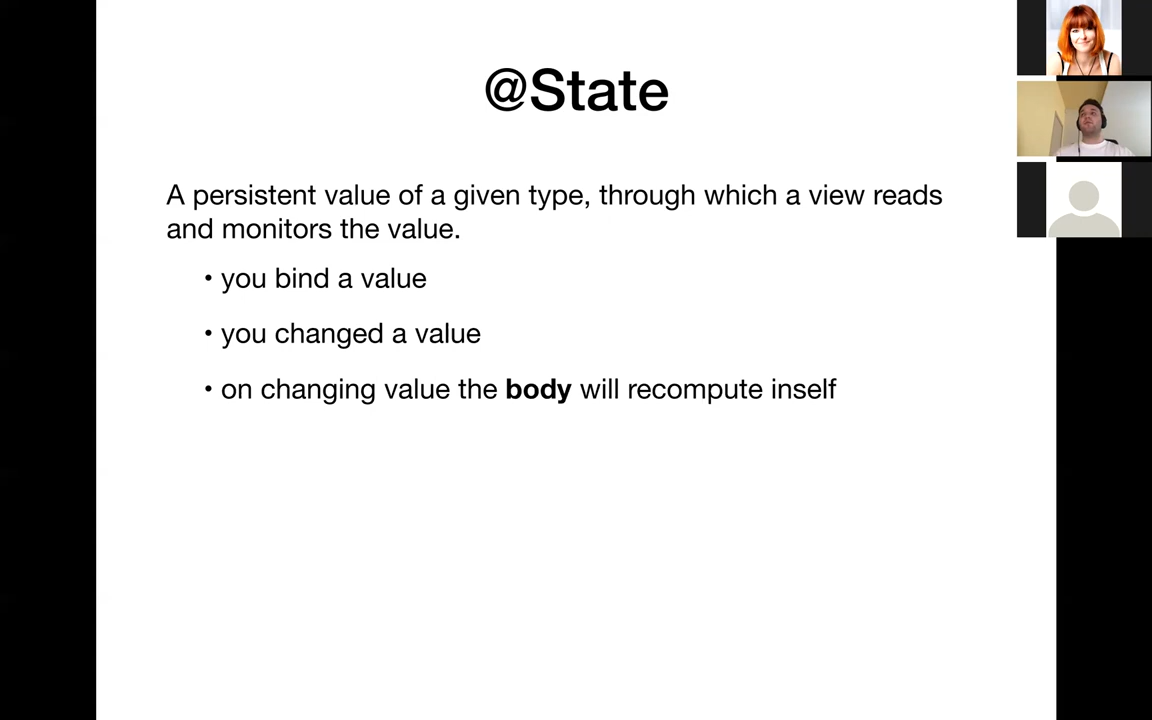 @State
A persistent value of a given type, through which a view reads
and monitors the value.
• you bind a value
• you changed a value
• on changing value the body will recompute inself